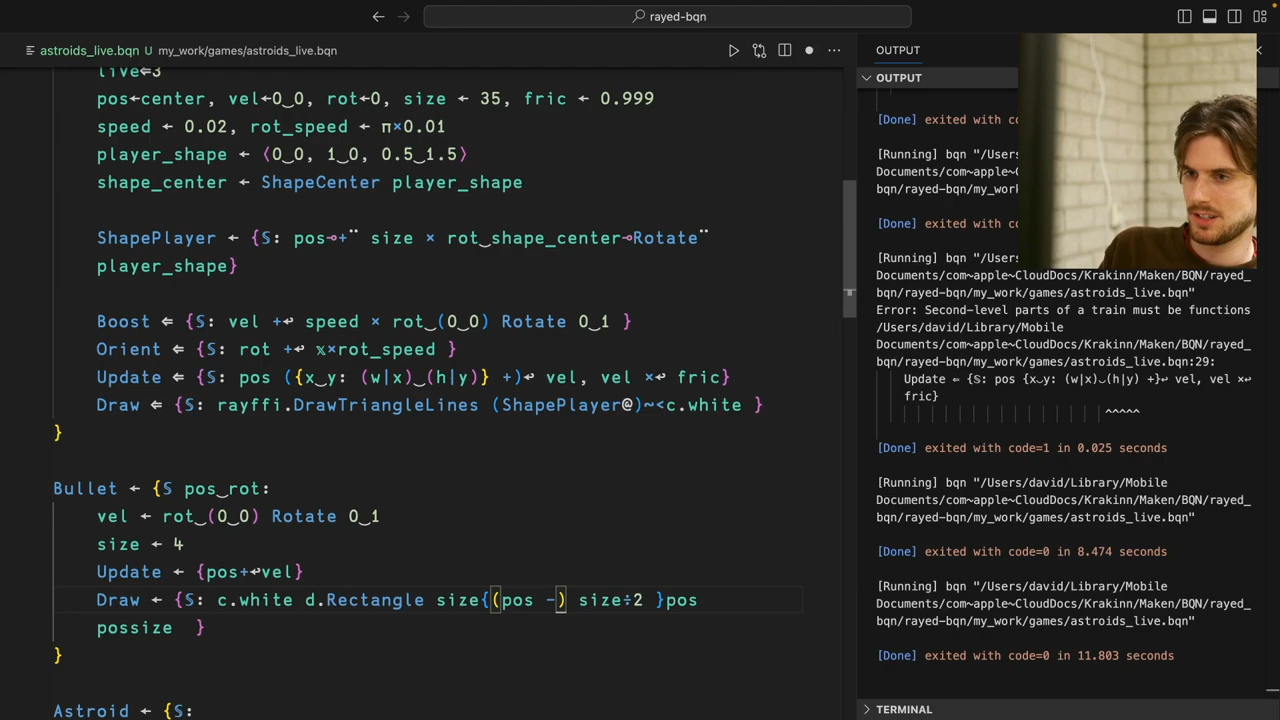 rayed-bqn
astroids_live.bqn U my_work/games/astroids_live.bqn
OUTPUT
OUTPUT
live⇐3
pos←center, vel←0‿0, rot←0, size ← 35, fric ← 0.999
speed ← 0.02, rot_speed ← π×0.01
player_shape ← ⟨0‿0, 1‿0, 0.5‿1.5⟩
shape_center ← ShapeCenter player_shape
ShapePlayer ← {𝕊: pos⊸+¨ size × rot‿shape_center⊸Rotate¨
player_shape}
Boost ⇐ {𝕊: vel +↩ speed × rot‿(0‿0) Rotate 0‿1 }
Orient ⇐ {𝕊: rot +↩ 𝕩×rot_speed }
Update ⇐ {𝕊: pos ({x‿y: (w|x)‿(h|y)} +)↩ vel, vel ×↩ fric}
Draw ⇐ {𝕊: rayffi.DrawTriangleLines (ShapePlayer@)∾<c.white }
}
Bullet ← {𝕊 pos‿rot:
vel ← rot‿(0‿0) Rotate 0‿1
size ← 4
Update ← {pos+↩vel}
Draw ← {𝕊: c.white d.Rectangle size{(pos -) size÷2 }pos
possize }
}
Astroid ← {𝕊:
[Done] exited with co
[Running] bqn "/Users
Documents/com~apple~C
bqn/rayed-bqn/my_work
[Done] exited with co
[Running] bqn "/Users
Documents/com~apple~CloudDocs/Krakinn/Maken/BQN/rayed_
bqn/rayed-bqn/my_work/games/astroids_live.bqn"
Error: Second-level parts of a train must be functions
/Users/david/Library/Mobile
Documents/com~apple~CloudDocs/Krakinn/Maken/BQN/rayed_
bqn/rayed-bqn/my_work/games/astroids_live.bqn:29:
Update ⇐ {𝕊: pos {x‿y: (w|x)‿(h|y) +}↩ vel, vel ×↩
fric}
^^^^^
[Done] exited with code=1 in 0.025 seconds
[Running] bqn "/Users/david/Library/Mobile
Documents/com~apple~CloudDocs/Krakinn/Maken/BQN/rayed_
bqn/rayed-bqn/my_work/games/astroids_live.bqn"
[Done] exited with code=0 in 8.474 seconds
[Running] bqn "/Users/david/Library/Mobile
Documents/com~apple~CloudDocs/Krakinn/Maken/BQN/rayed_
bqn/rayed-bqn/my_work/games/astroids_live.bqn"
[Done] exited with code=0 in 11.803 seconds
TERMINAL